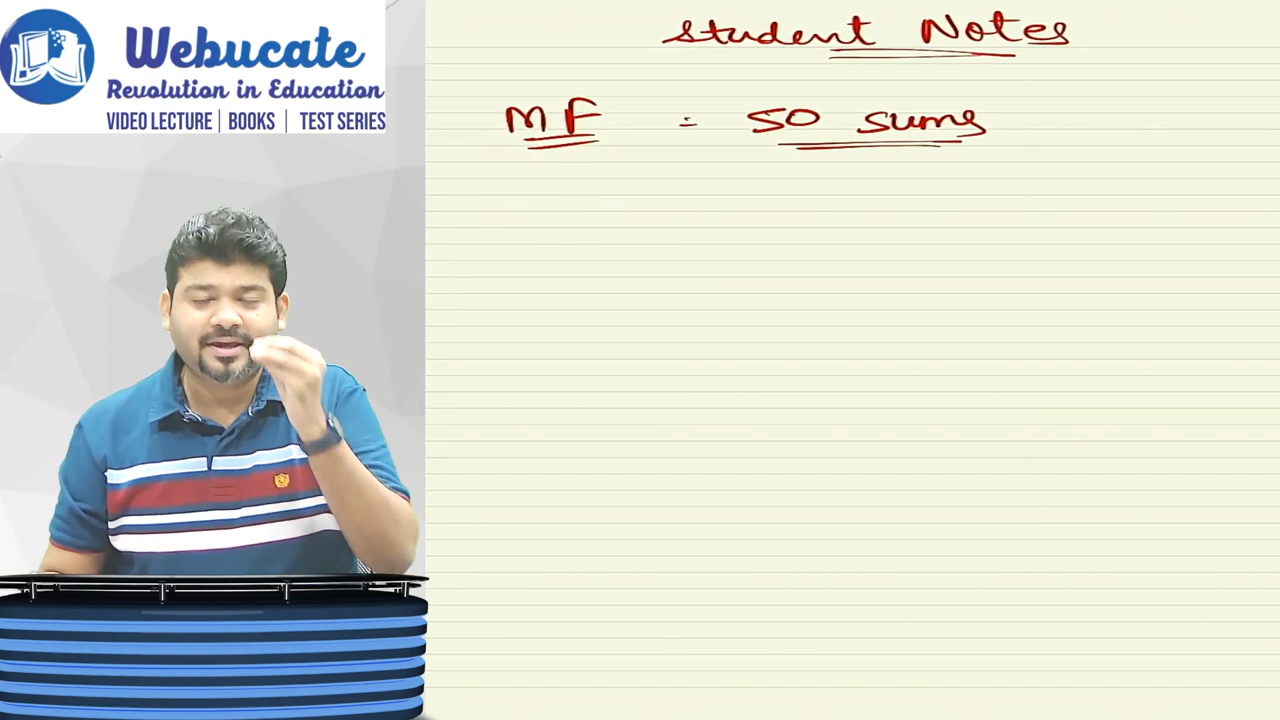 Webucate
Revolution in Education
VIDEO LECTURE | BOOKS | TEST SERIES
Student Notes
MF = 50 sums